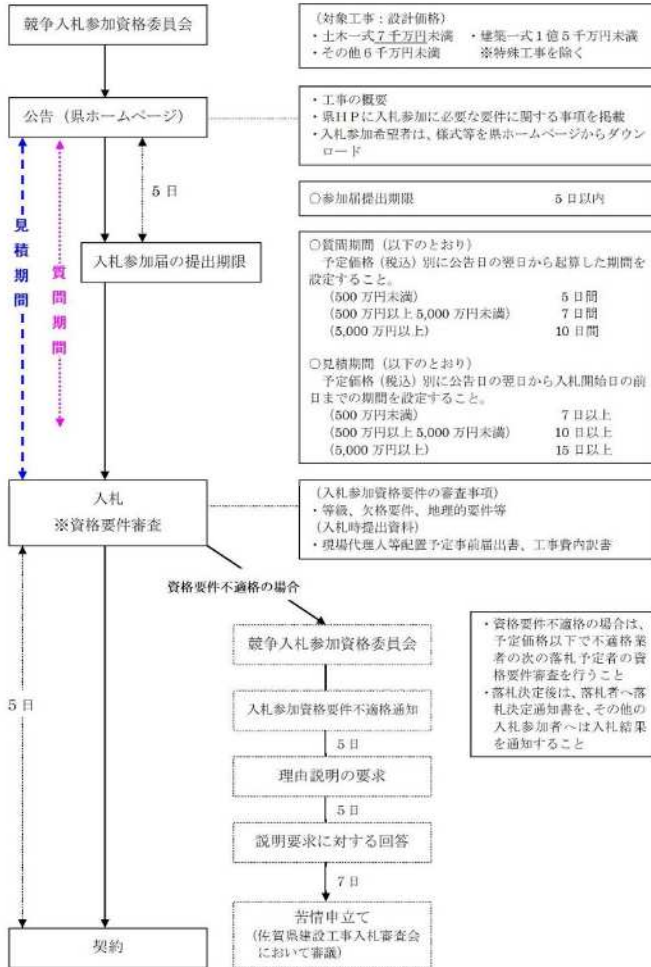 競争入札参加資格委員会
(対象工事：設計価格)
・土木一式7千万円未満　・建築一式1億5千万円未満
・その他6千万円未満　※特殊工事を除く
公告（県ホームページ）
・工事の概要
・県HPに入札参加に必要な要件に関する事項を掲載
・入札参加希望者は、様式等を県ホームページからダウン
ロード
5日
○参加届提出期限　5日以内
見積期間
質問期間
入札参加届の提出期限
○質問期間（以下のとおり）
予定価格（税込）別に公告日の翌日から起算した期間を
設定すること。
(500万円未満)　5日間
(500万円以上5,000万円未満)　7日間
(5,000万円以上)　10日間
○見積期間（以下のとおり）
予定価格（税込）別に公告日の翌日から入札開始日の前
日までの期間を設定すること。
(500万円未満)　7日以上
(500万円以上5,000万円未満)　10日以上
(5,000万円以上)　15日以上
入札
※資格要件審査
(入札参加資格要件の審査事項)
・等級、欠格要件、地理的要件等
(入札時提出資料)
・現場代理人等配置予定事前届出書、工事費内訳書
資格要件不適格の場合
競争入札参加資格委員会
・資格要件不適格の場合は、
予定価格以下で不適格業
者の次の落札予定者の資
格要件審査を行うこと
・落札決定後は、落札者へ落
札決定通知書を、その他の
入札参加者へは入札結果
を通知すること
5日
入札参加資格要件不適格通知
5日
理由説明の要求
5日
説明要求に対する回答
7日
苦情申立て
(佐賀県建設工事入札審査会
において審議)
契約